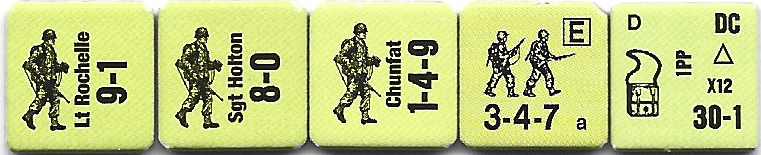 Lt Rochelle
9-1
Sgt Holton
8-0
Chunfat
1-4-9
E
3-4-7 a
D
DC
1PP
X12
30-1